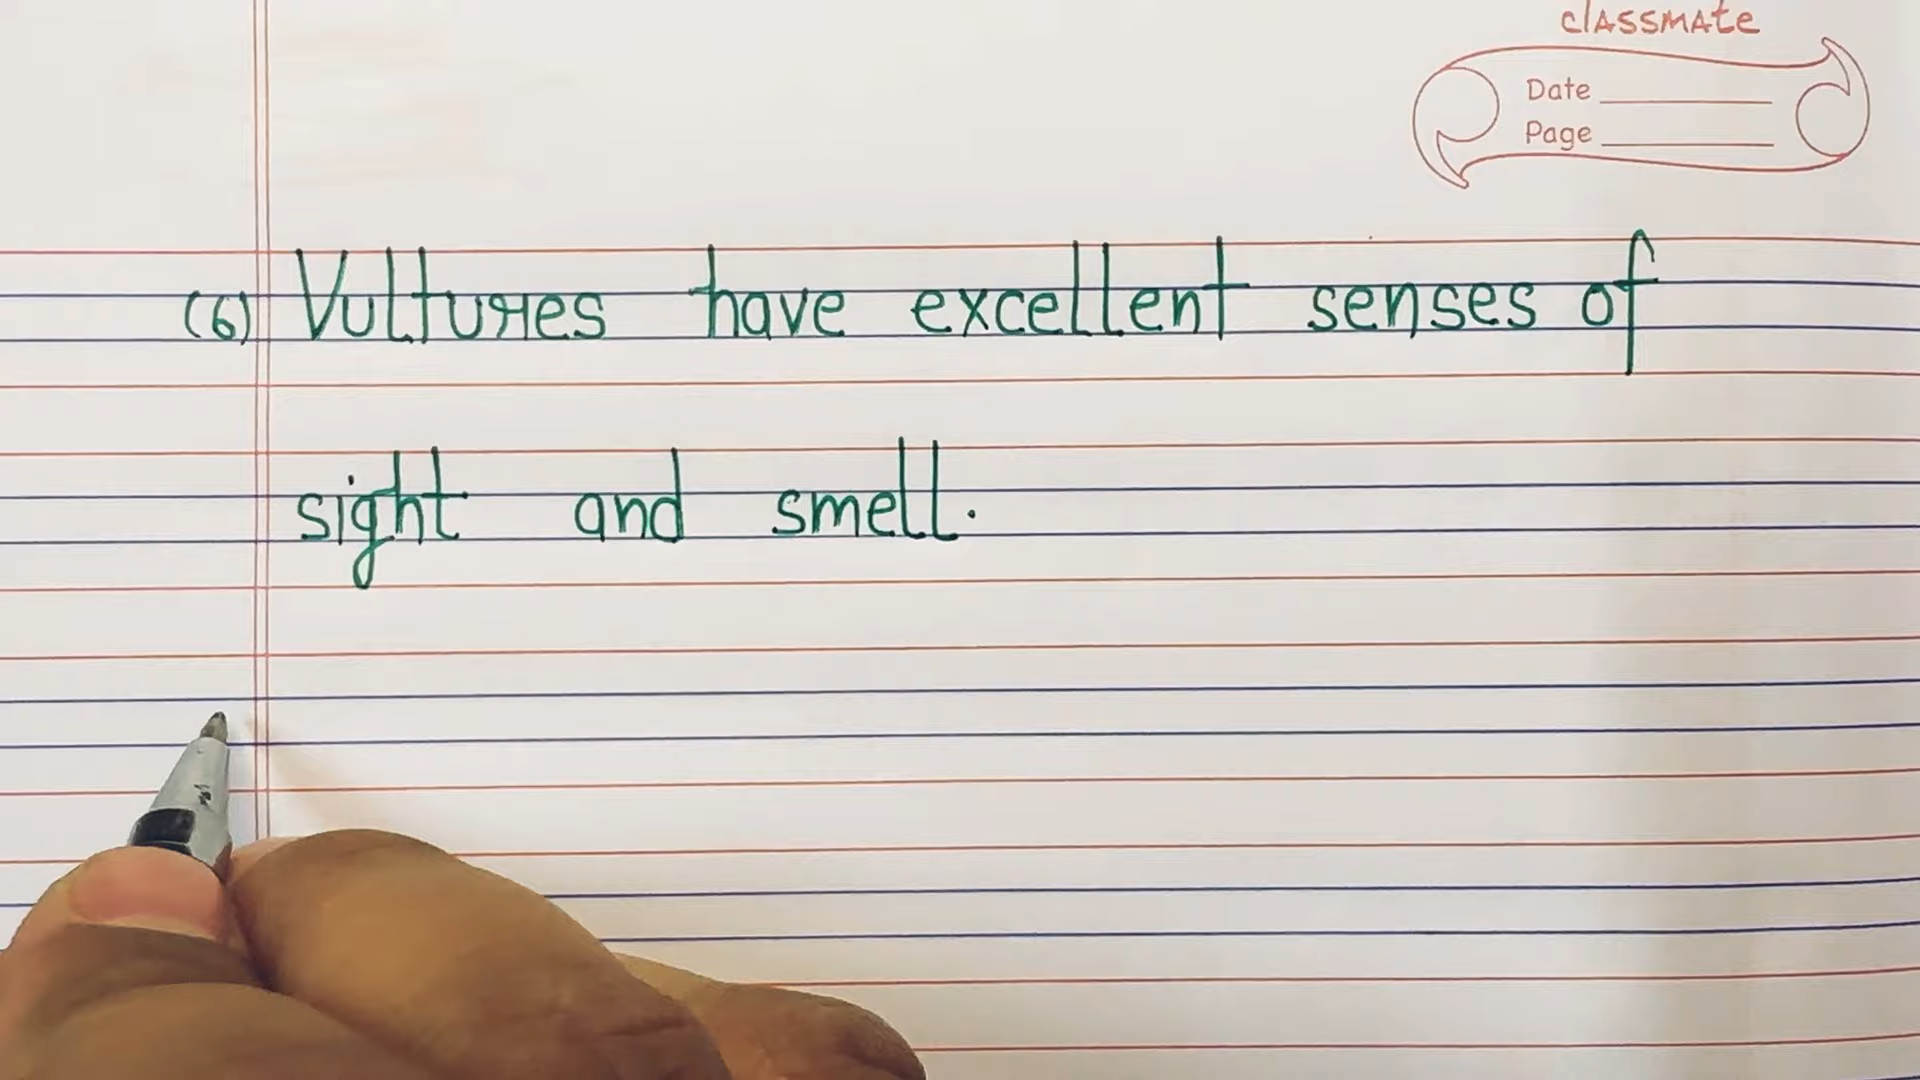 classmate
Date
Page
(6) Vultures have excellent senses of
sight and smell.